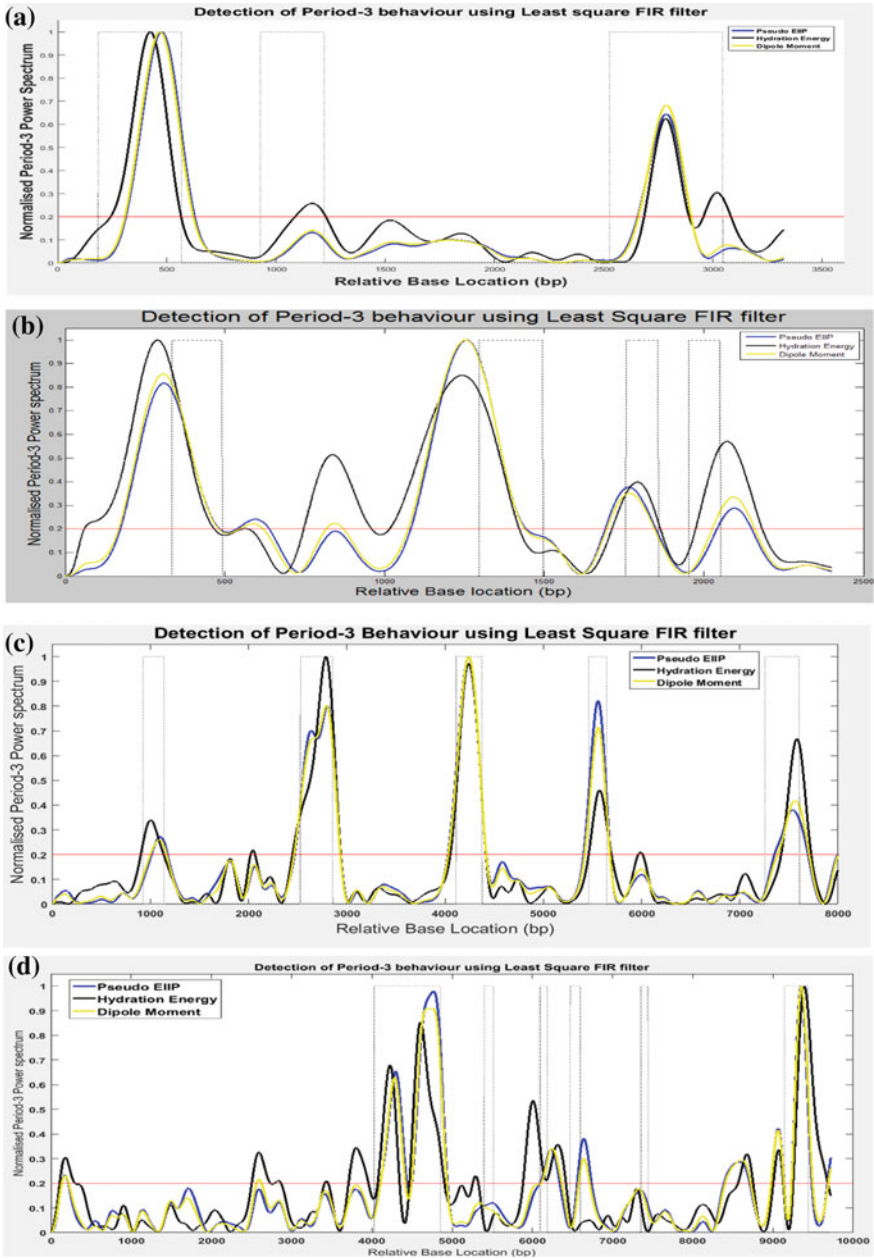 (a)
Detection of Period-3 behaviour using Least square FIR filter
Normalised Period-3 Power Spectrum
1
0.9
0.8
0.7
0.6
0.5
0.4
0.3
0.2
0.1
0
Pseudo EIIP
Hydration Energy
Dipole Moment
0 500 1000 1500 2000 2500 3000 3500
Relative Base Location (bp)
(b)
Detection of Period-3 behaviour using Least Square FIR filter
Normalized Period-3 Power spectrum
1
0.9
0.8
0.7
0.6
0.5
0.4
0.3
0.2
0.1
0
Pseudo EIIP
Hydration Energy
Dipole Moment
0 500 1000 1500 2000 2500
Relative Base location (bp)
(c)
Detection of Period-3 Behaviour using Least Square FIR filter
Normalised Period-3 Power spectrum
1
0.9
0.8
0.7
0.6
0.5
0.4
0.3
0.2
0.1
0
Pseudo EIIP
Hydration Energy
Dipole Moment
0 1000 2000 3000 4000 5000 6000 7000 8000
Relative Base Location (bp)
(d)
Detection of Period-3 behaviour using Least Square FIR filter
Normalised Period-3 Power spectrum
1
0.9
0.8
0.7
0.6
0.5
0.4
0.3
0.2
0.1
0
Pseudo EIIP
Hydration Energy
Dipole Moment
0 1000 2000 3000 4000 5000 6000 7000 8000 9000 10000
Relative Base Location (bp)